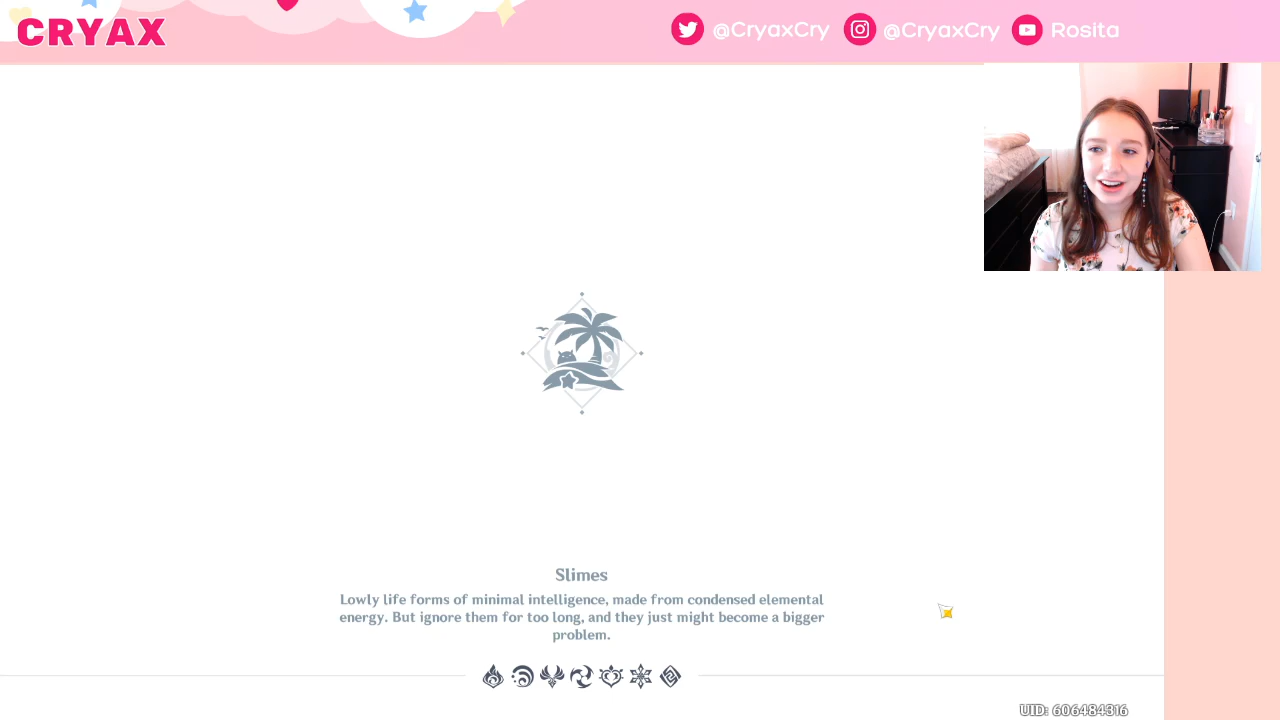 CRYAX
@CryaxCry
@CryaxCry
Rosita
Slimes
Lowly life forms of minimal intelligence, made from condensed elemental
energy. But ignore them for too long, and they just might become a bigger
problem.
UID: 606484316